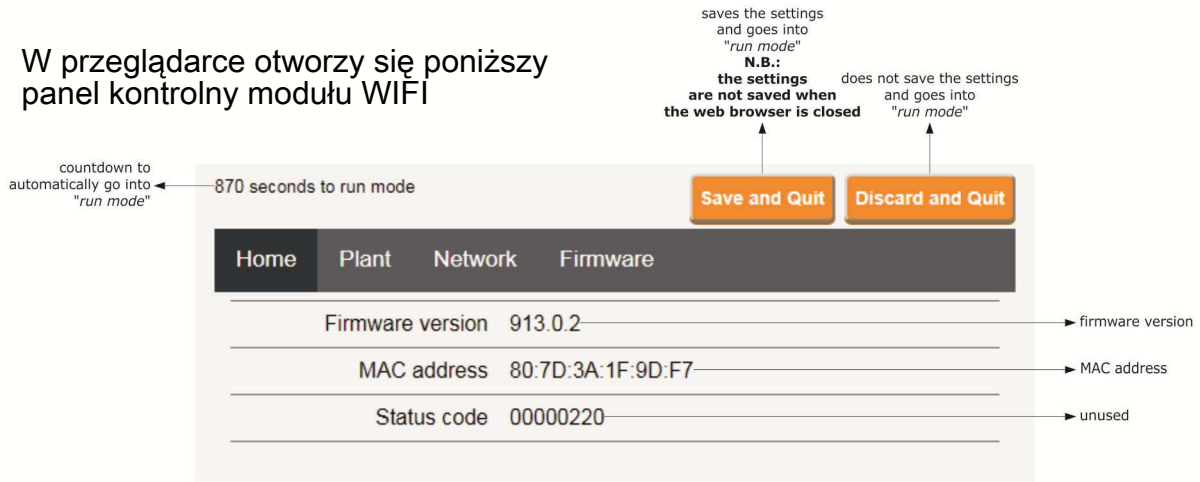 saves the settings
and goes into
"run mode"
N.B.:
the settings
are not saved when
the web browser is closed
does not save the settings
and goes into
"run mode"
W przeglądarce otworzy się poniższy
panel kontrolny modułu WIFI
countdown to
automatically go into
"run mode"
870 seconds to run mode
Save and Quit
Discard and Quit
Home Plant Network Firmware
Firmware version 913.0.2 firmware version
MAC address 80:7D:3A:1F:9D:F7 MAC address
Status code 00000220 unused